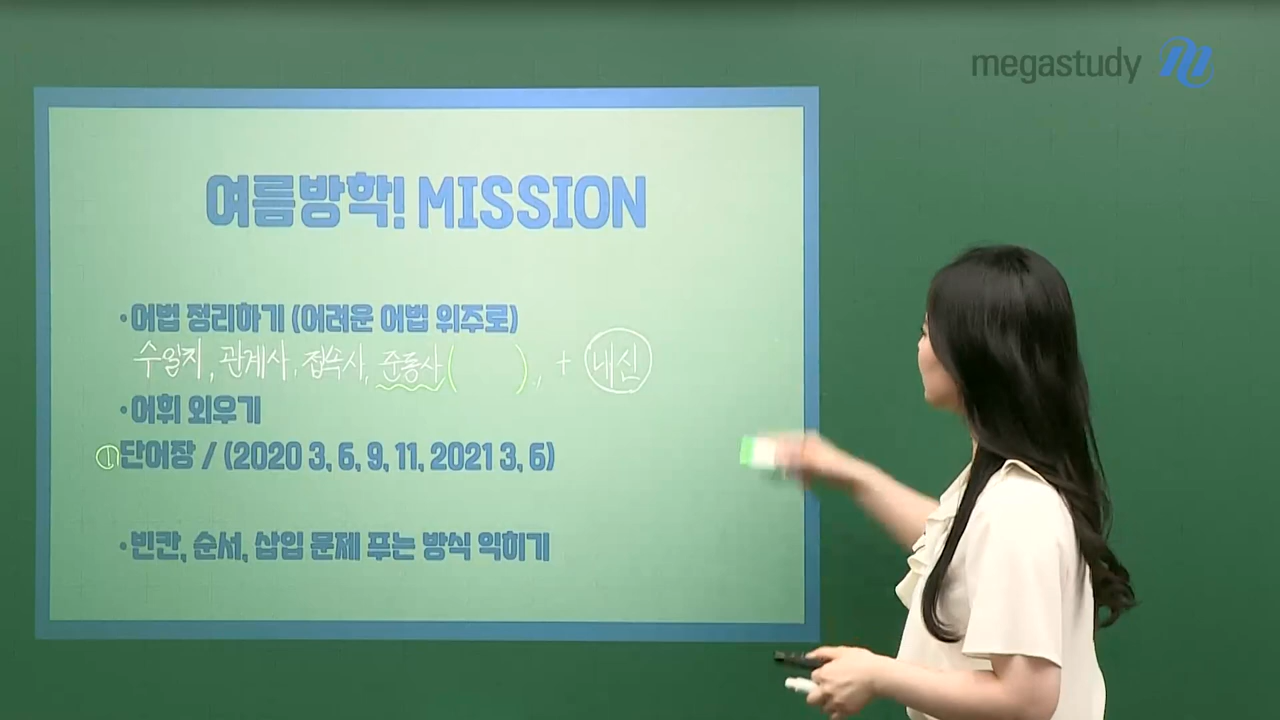 megastudy
여름방학! MISSION
·어법 정리하기 (어려운 어법 위주로)
수일치, 관계사, 접속사, 준동사 ( ) , + 내신
·어휘 외우기
① 단어장 / (2020 3, 6, 9, 11, 2021 3, 6)
·빈칸, 순서, 삽입 문제 푸는 방식 익히기